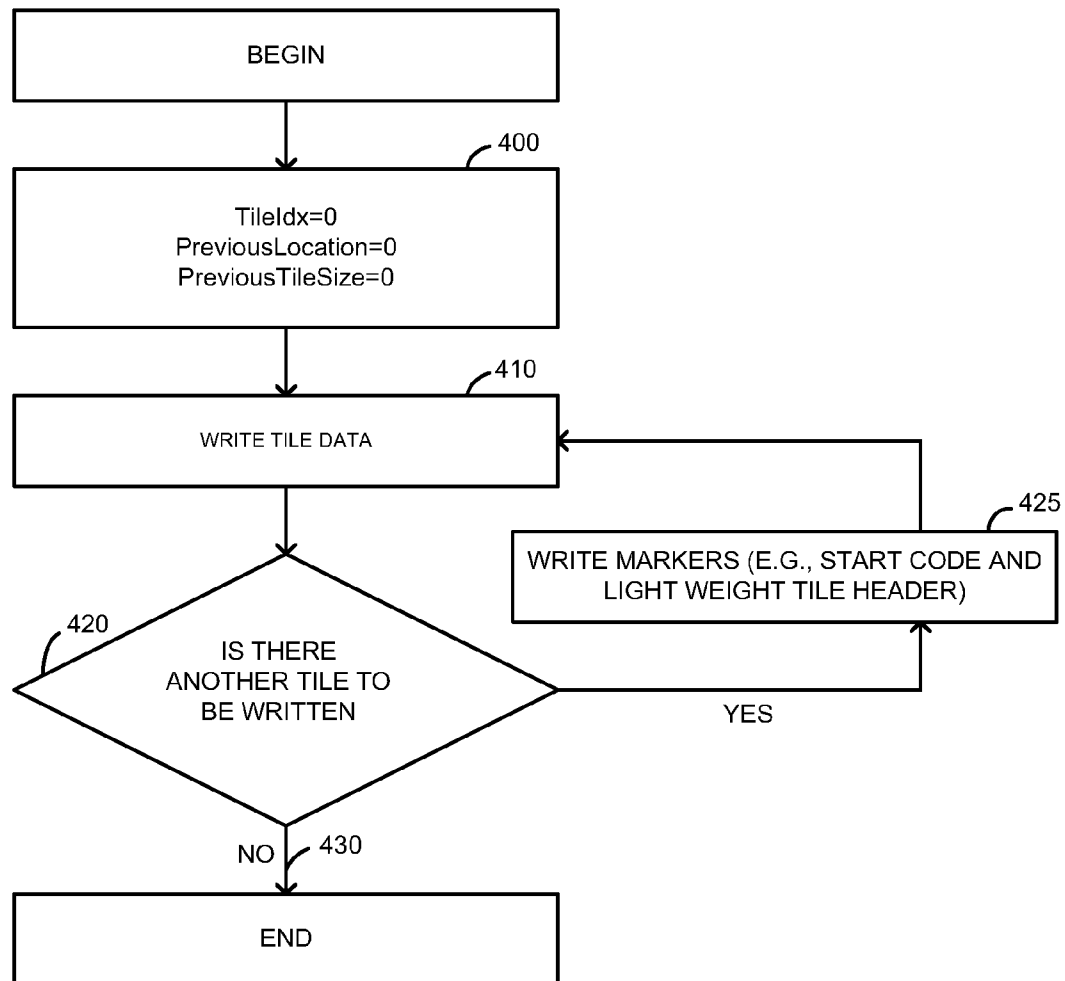 BEGIN
400
TileIdx=0
PreviousLocation=0
PreviousTileSize=0
410
WRITE TILE DATA
425
WRITE MARKERS (E.G., START CODE AND
LIGHT WEIGHT TILE HEADER)
420
IS THERE
ANOTHER TILE TO
BE WRITTEN
YES
NO
430
END